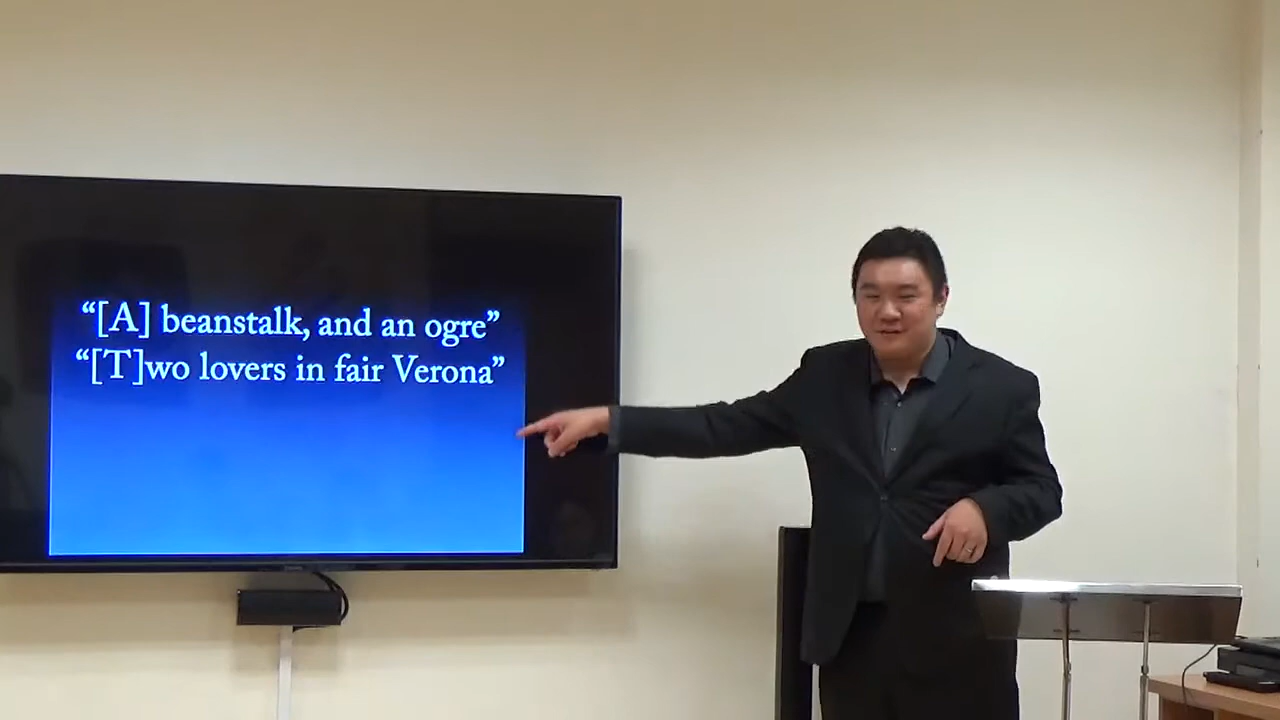 “[A] beanstalk, and an ogre”
“[T]wo lovers in fair Verona”